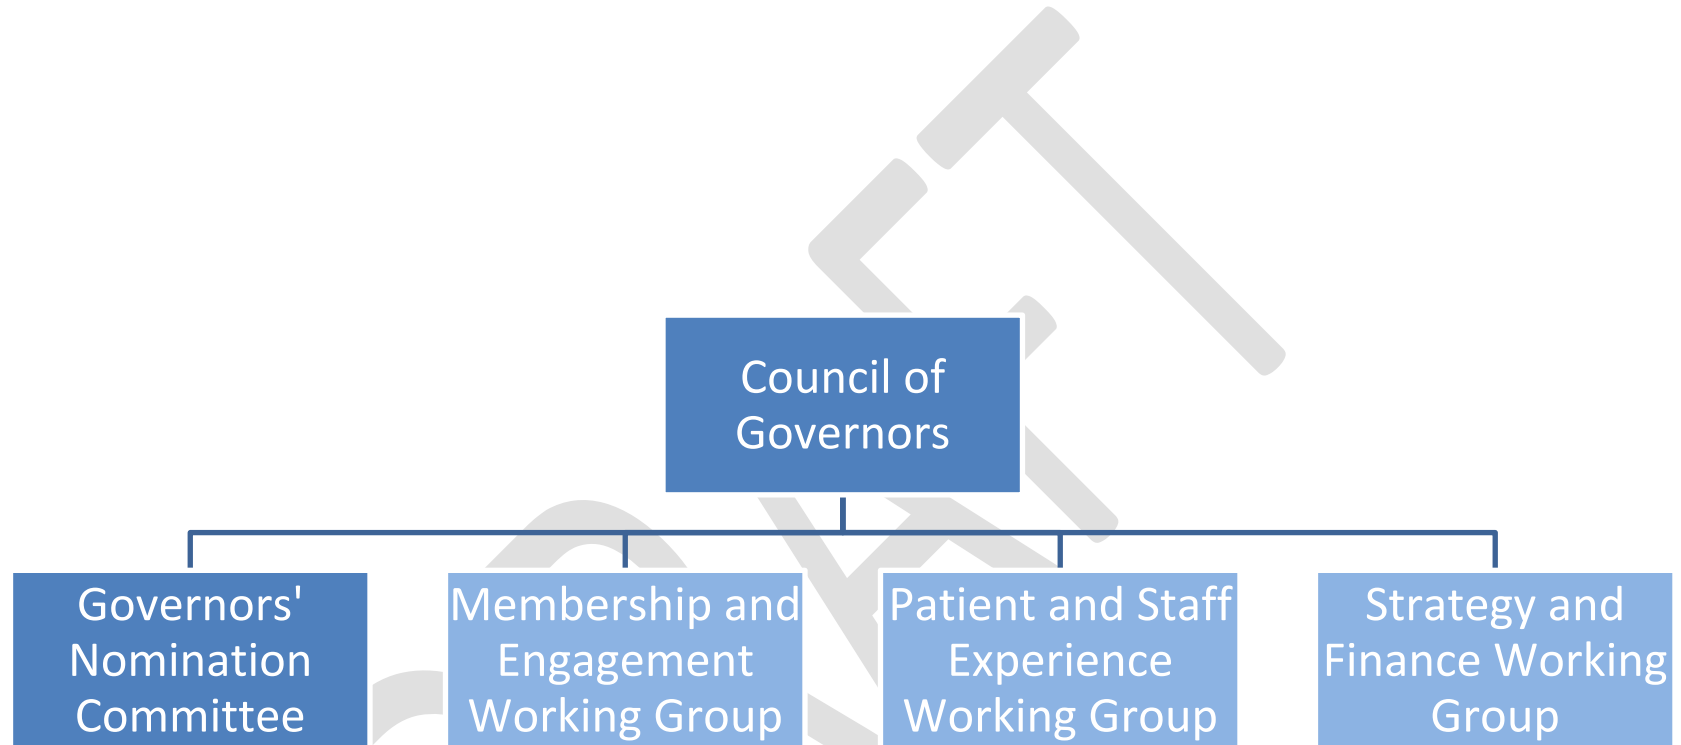 Council of
Governors
Governors'
Nomination
Committee
Membership and
Engagement
Working Group
Patient and Staff
Experience
Working Group
Strategy and
Finance Working
Group